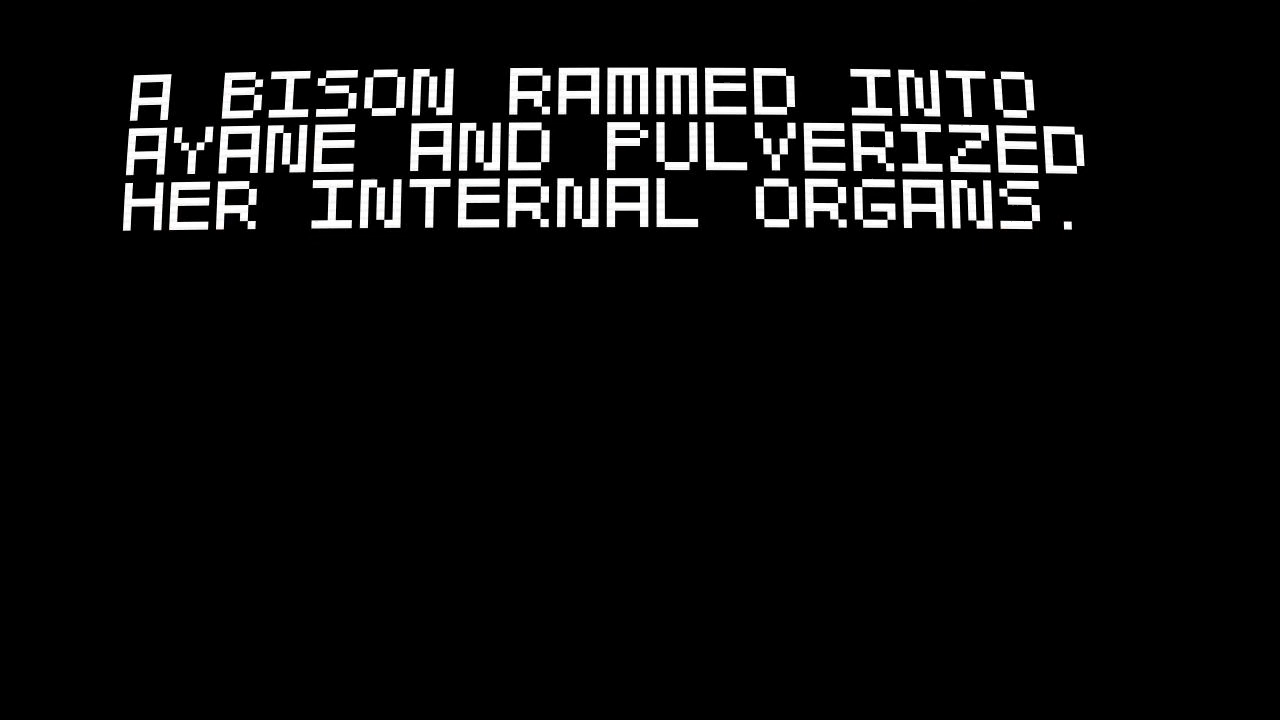 A BISON RAMMED INTO
AYANE AND PULVERIZED
HER INTERNAL ORGANS.